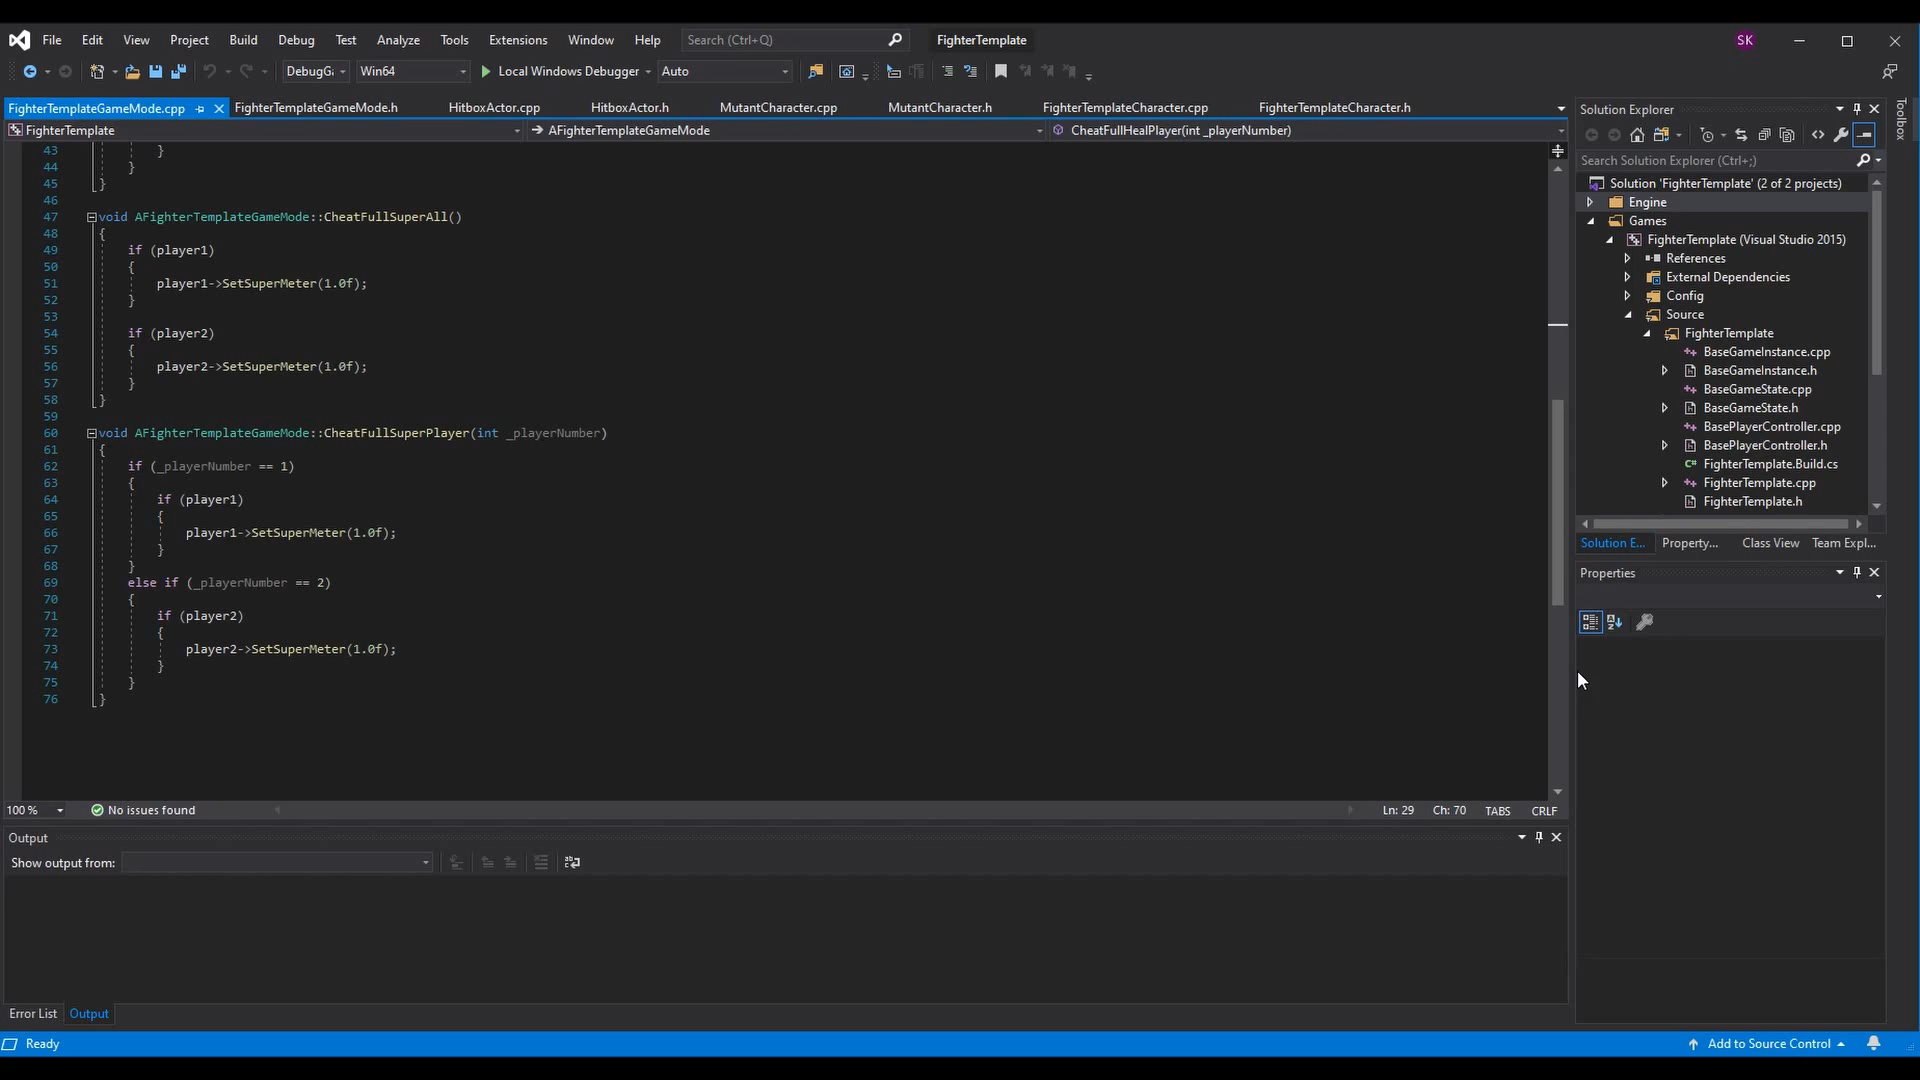 File Edit View Project Build Debug Test Analyze Tools Extensions Window Help Search (Ctrl+Q) FighterTemplate SK
DebugGa Win64 Local Windows Debugger Auto
FighterTemplateGameMode.cpp FighterTemplateGameMode.h HitboxActor.cpp HitboxActor.h MutantCharacter.cpp MutantCharacter.h FighterTemplateCharacter.cpp FighterTemplateCharacter.h
FighterTemplate AFighterTemplateGameMode CheatFullHealPlayer(int _playerNumber)
43 }
44 }
45 }
46
47 void AFighterTemplateGameMode::CheatFullSuperAll()
48 {
49 if (player1)
50 {
51 player1->SetSuperMeter(1.0f);
52 }
53
54 if (player2)
55 {
56 player2->SetSuperMeter(1.0f);
57 }
58 }
59
60 void AFighterTemplateGameMode::CheatFullSuperPlayer(int _playerNumber)
61 {
62 if (_playerNumber == 1)
63 {
64 if (player1)
65 {
66 player1->SetSuperMeter(1.0f);
67 }
68 }
69 else if (_playerNumber == 2)
70 {
71 if (player2)
72 {
73 player2->SetSuperMeter(1.0f);
74 }
75 }
76 }
100 % No issues found Ln: 29 Ch: 70 TABS CRLF
Output
Show output from:
Error List Output
Ready Add to Source Control
Solution Explorer
Search Solution Explorer (Ctrl+;)
Solution 'FighterTemplate' (2 of 2 projects)
Engine
Games
FighterTemplate (Visual Studio 2015)
References
External Dependencies
Config
Source
FighterTemplate
BaseGameInstance.cpp
BaseGameInstance.h
BaseGameState.cpp
BaseGameState.h
BasePlayerController.cpp
BasePlayerController.h
FighterTemplate.Build.cs
FighterTemplate.cpp
FighterTemplate.h
Solution E... Property... Class View Team Expl...
Properties
Toolbox